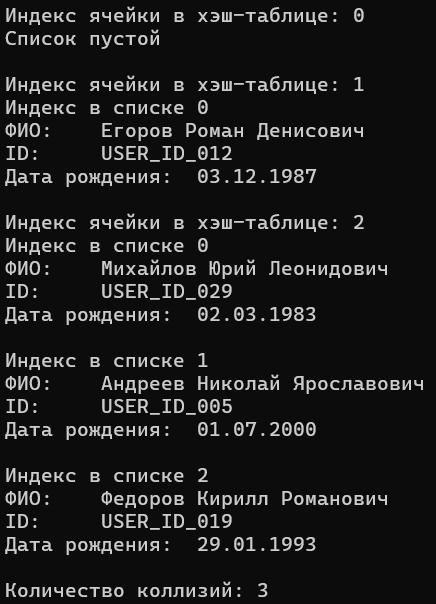 Индекс ячейки в хэш-таблице: 0
Список пустой
Индекс ячейки в хэш-таблице: 1
Индекс в списке 0
ФИО: Егоров Роман Денисович
ID: USER_ID_012
Дата рождения: 03.12.1987
Индекс ячейки в хэш-таблице: 2
Индекс в списке 0
ФИО: Михайлов Юрий Леонидович
ID: USER_ID_029
Дата рождения: 02.03.1983
Индекс в списке 1
ФИО: Андреев Николай Ярославович
ID: USER_ID_005
Дата рождения: 01.07.2000
Индекс в списке 2
ФИО: Федоров Кирилл Романович
ID: USER_ID_019
Дата рождения: 29.01.1993
Количество коллизий: 3